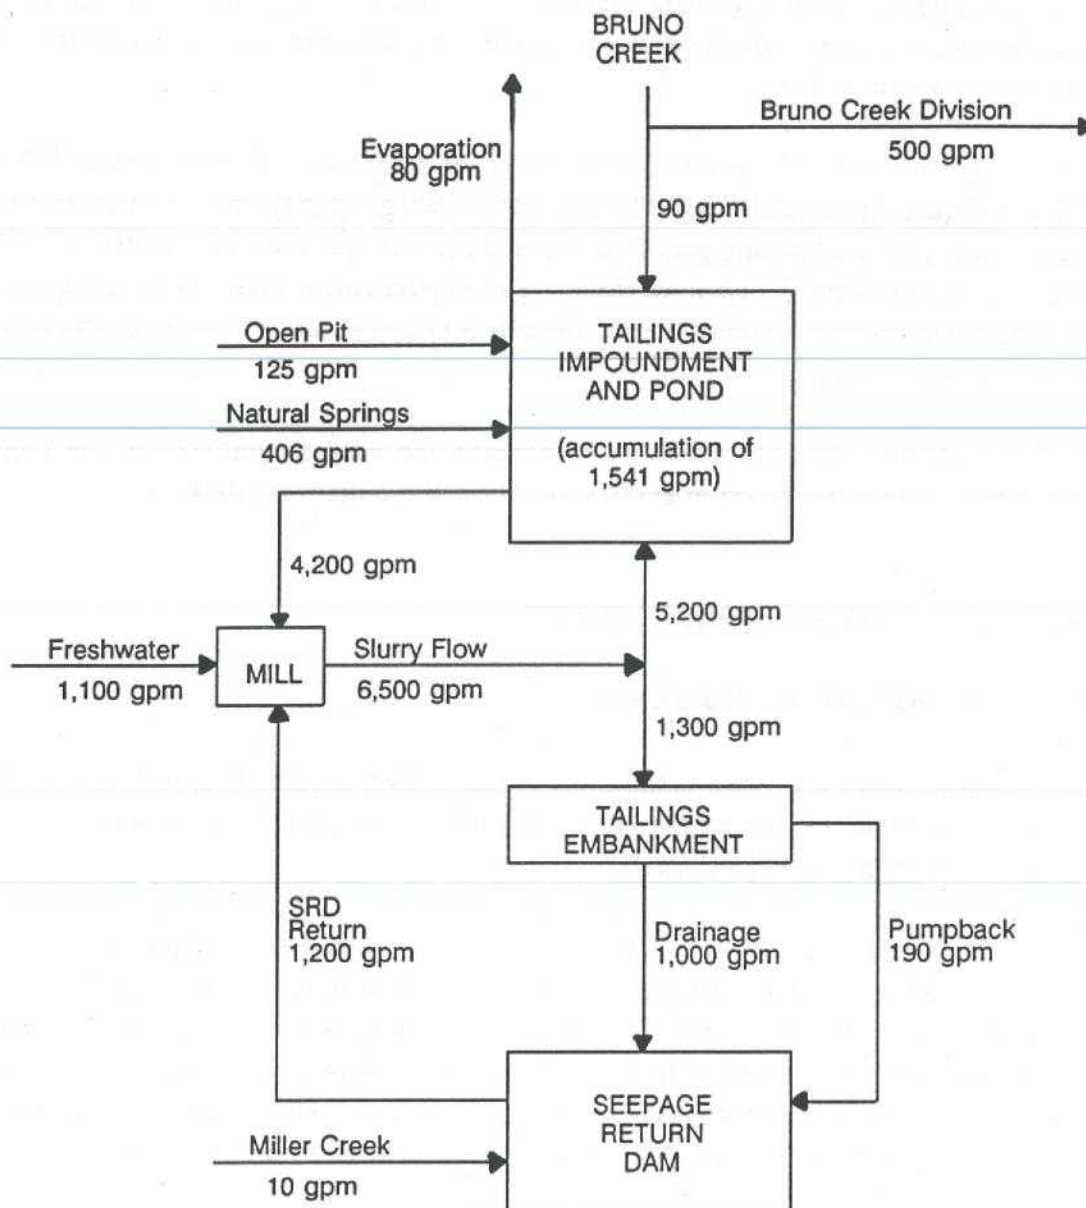 BRUNO
CREEK
Bruno Creek Division
500 gpm
Evaporation
80 gpm
90 gpm
Open Pit
125 gpm
TAILINGS
IMPOUNDMENT
AND POND
Natural Springs
406 gpm
(accumulation of
1,541 gpm)
4,200 gpm
5,200 gpm
Freshwater
1,100 gpm
MILL
Slurry Flow
6,500 gpm
1,300 gpm
TAILINGS
EMBANKMENT
SRD
Return
1,200 gpm
Drainage
1,000 gpm
Pumpback
190 gpm
SEEPAGE
RETURN
DAM
Miller Creek
10 gpm